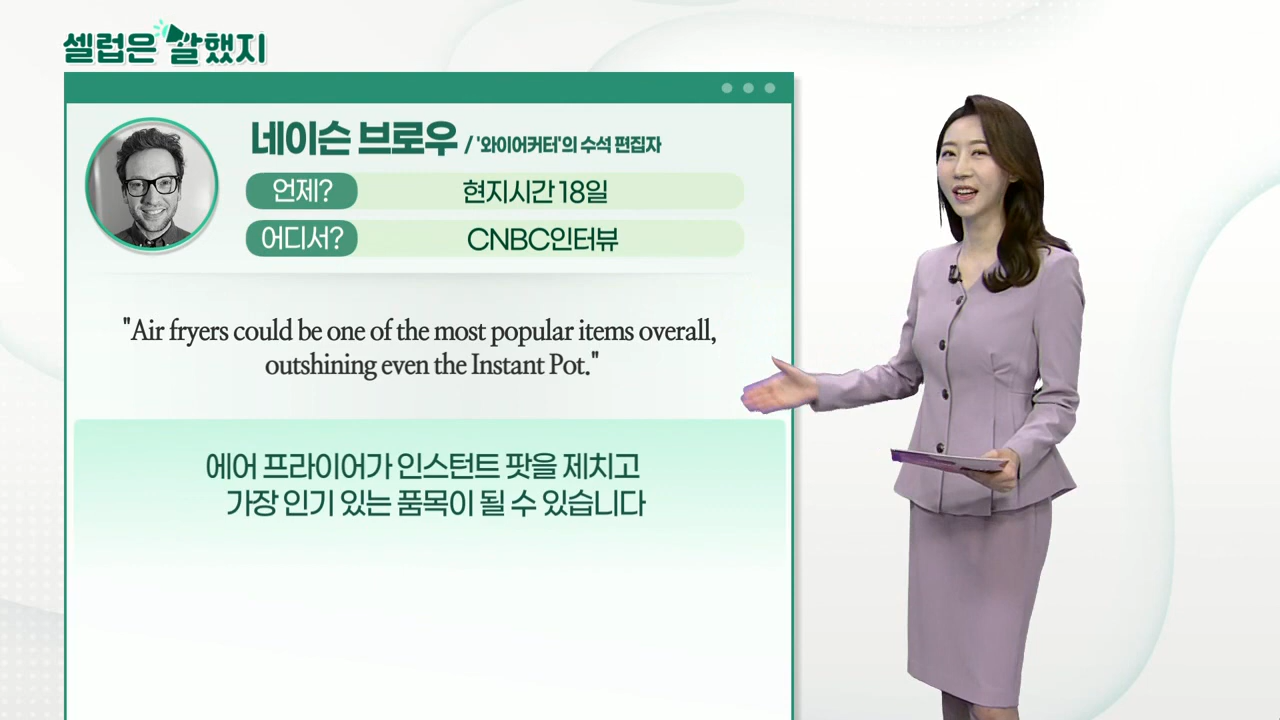 셀럽은 말했지
네이슨 브로우 / '와이어커터'의 수석 편집자
언제? 현지시간 18일
어디서? CNBC인터뷰
"Air fryers could be one of the most popular items overall,
outshining even the Instant Pot."
에어 프라이어가 인스턴트 팟을 제치고
가장 인기 있는 품목이 될 수 있습니다